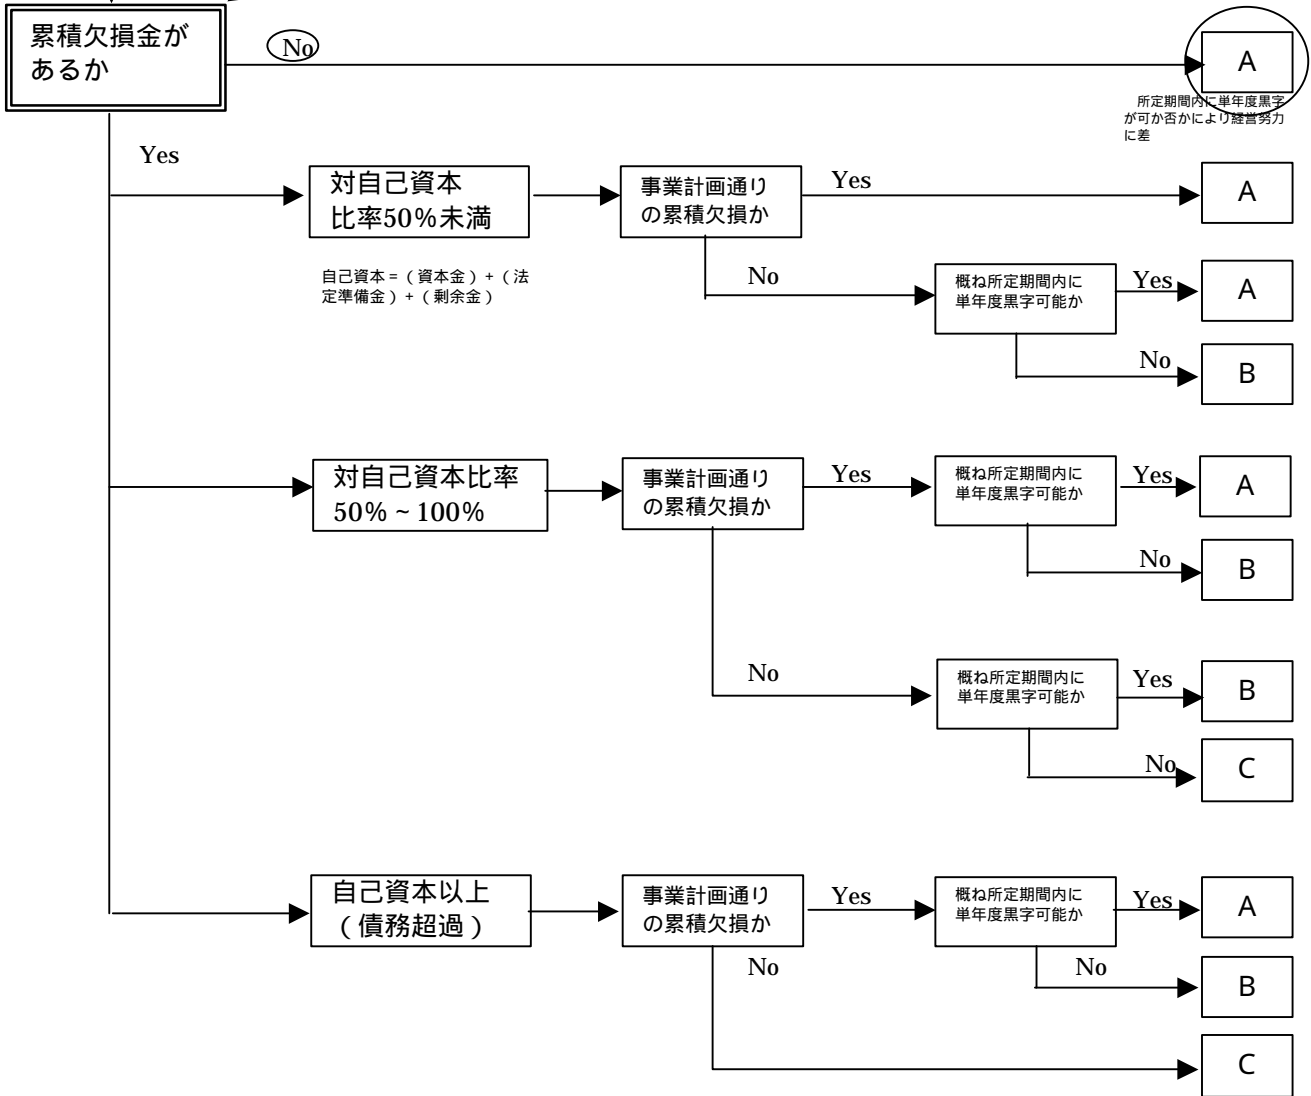 累積欠損金が
あるか
No
A
所定期間内に単年度黒字
が可か否かにより経営努力
に差
Yes
対自己資本
比率50%未満
事業計画通り
の累積欠損か
Yes
A
自己資本=(資本金)+(法
定準備金)+(剰余金)
No
概ね所定期間内に
単年度黒字可能か
Yes
A
No
B
対自己資本比率
50%~100%
事業計画通り
の累積欠損か
Yes
概ね所定期間内に
単年度黒字可能か
Yes
A
No
B
No
概ね所定期間内に
単年度黒字可能か
Yes
B
No
C
自己資本以上
(債務超過)
事業計画通り
の累積欠損か
Yes
概ね所定期間内に
単年度黒字可能か
Yes
A
No
No
B
C